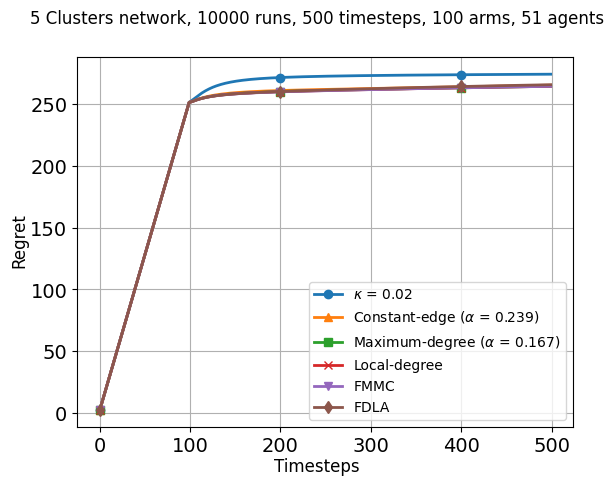 5 Clusters network, 10000 runs, 500 timesteps, 100 arms, 51 agents
250
200
150
100
50
0
Regret
κ = 0.02
Constant-edge (α = 0.239)
Maximum-degree (α = 0.167)
Local-degree
FMMC
FDLA
0 100 200 300 400 500
Timesteps